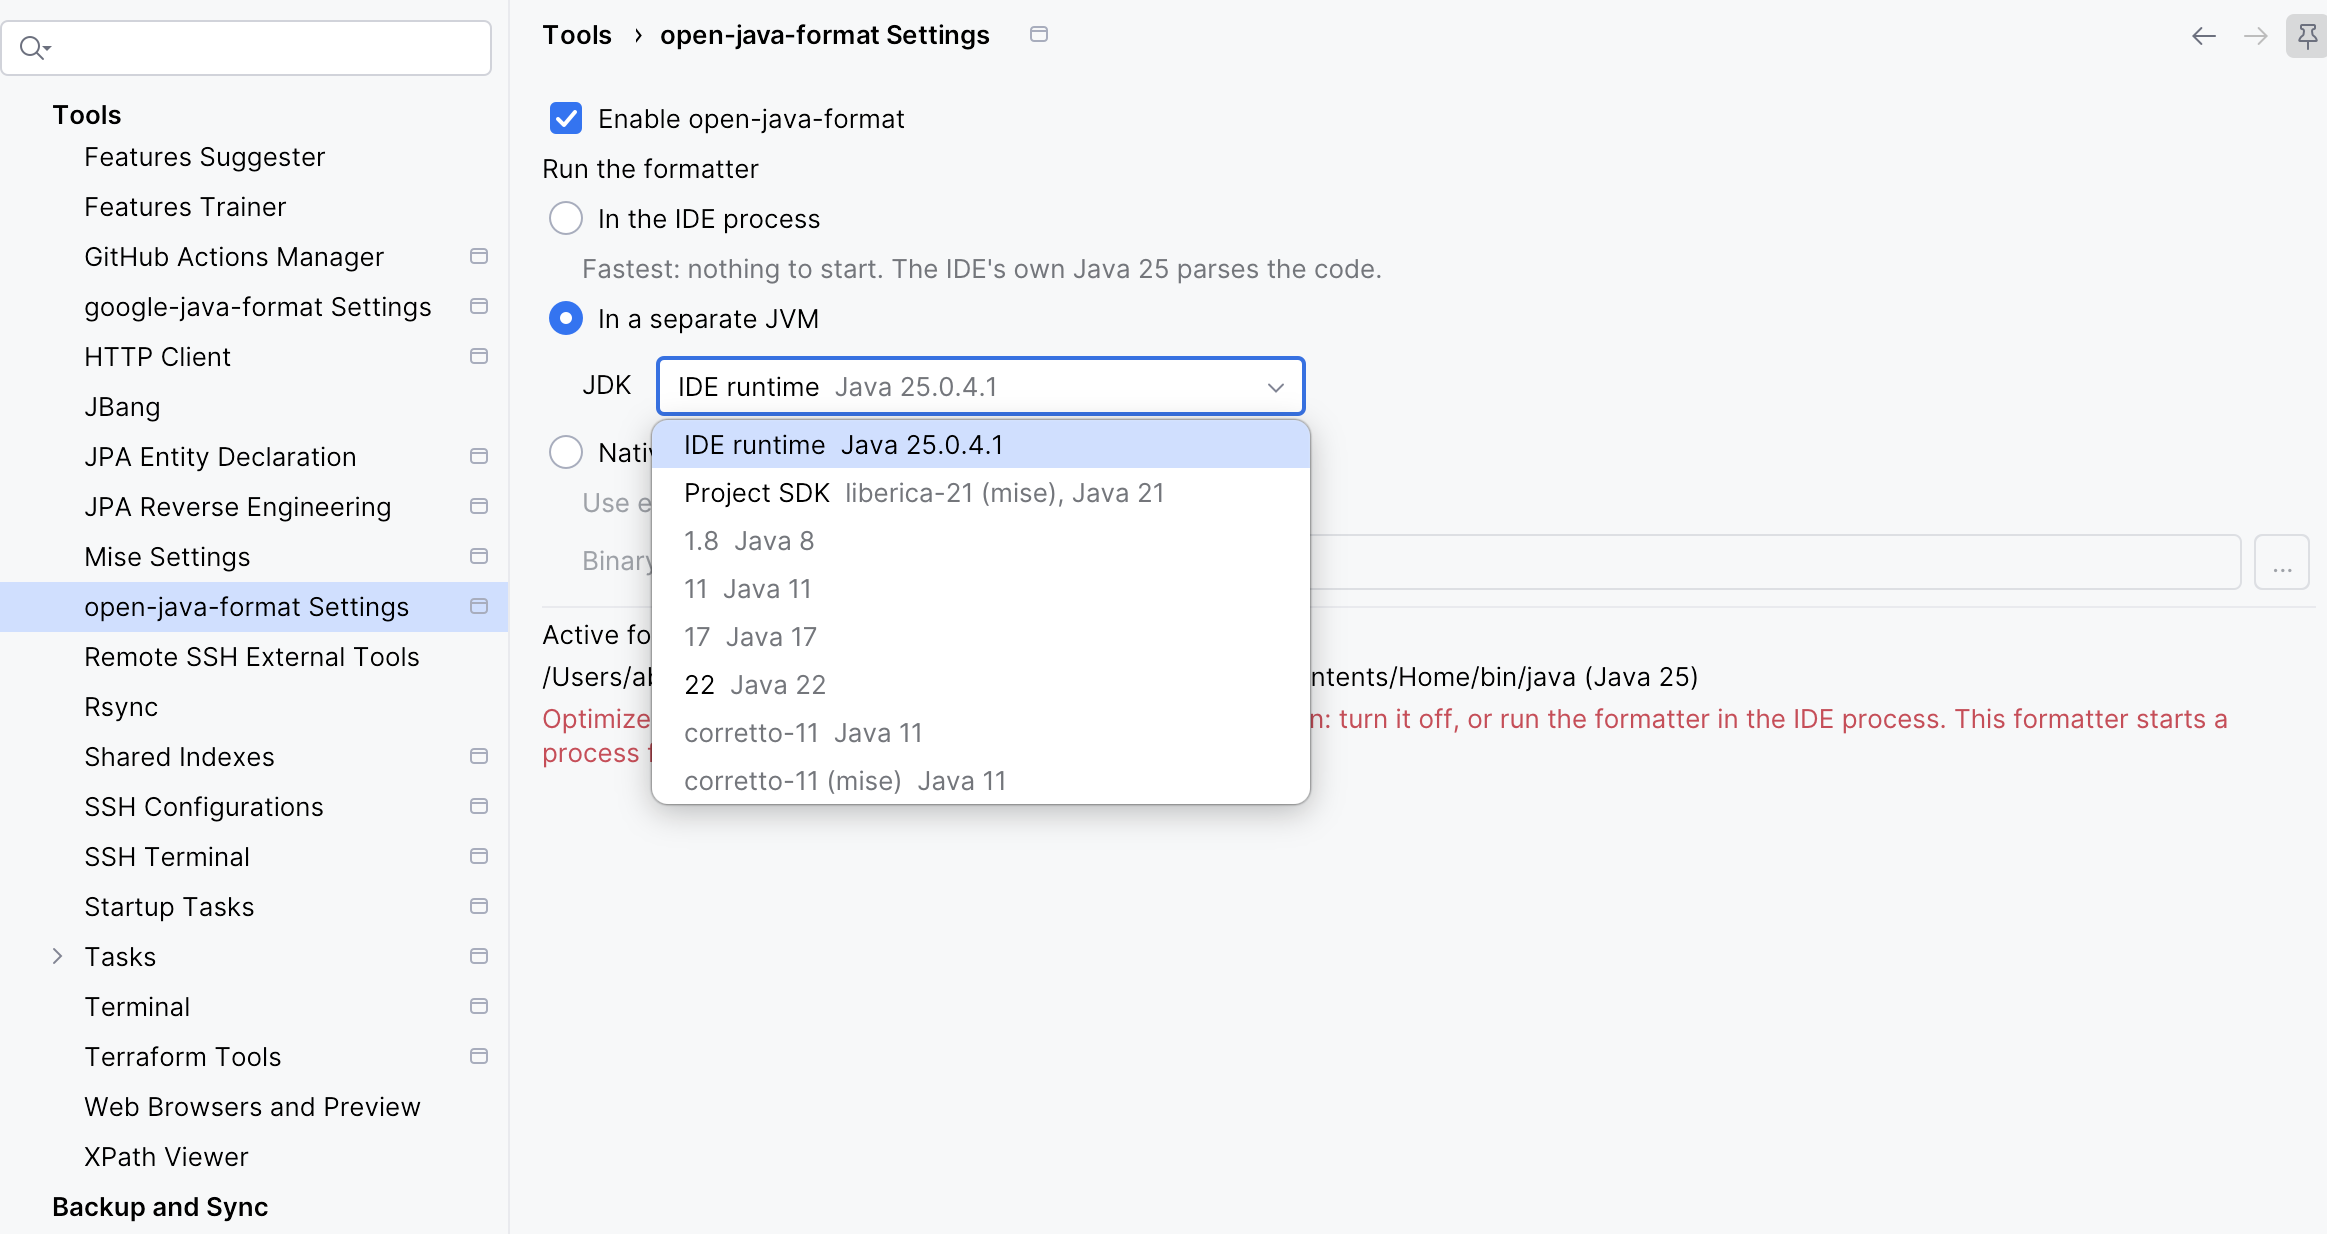 Tools
Features Suggester
Features Trainer
GitHub Actions Manager
google-java-format Settings
HTTP Client
JBang
JPA Entity Declaration
JPA Reverse Engineering
Mise Settings
open-java-format Settings
Remote SSH External Tools
Rsync
Shared Indexes
SSH Configurations
SSH Terminal
Startup Tasks
Tasks
Terminal
Terraform Tools
Web Browsers and Preview
XPath Viewer
Backup and Sync
Tools › open-java-format Settings
Enable open-java-format
Run the formatter
In the IDE process
Fastest: nothing to start. The IDE's own Java 25 parses the code.
In a separate JVM
JDK IDE runtime Java 25.0.4.1
IDE runtime Java 25.0.4.1
Project SDK liberica-21 (mise), Java 21
1.8 Java 8
11 Java 11
17 Java 17
22 Java 22
corretto-11 Java 11
corretto-11 (mise) Java 11
Use
Binary
...
Active
/Users/ ntents/Home/bin/java (Java 25)
Optimize n: turn it off, or run the formatter in the IDE process. This formatter starts a
process